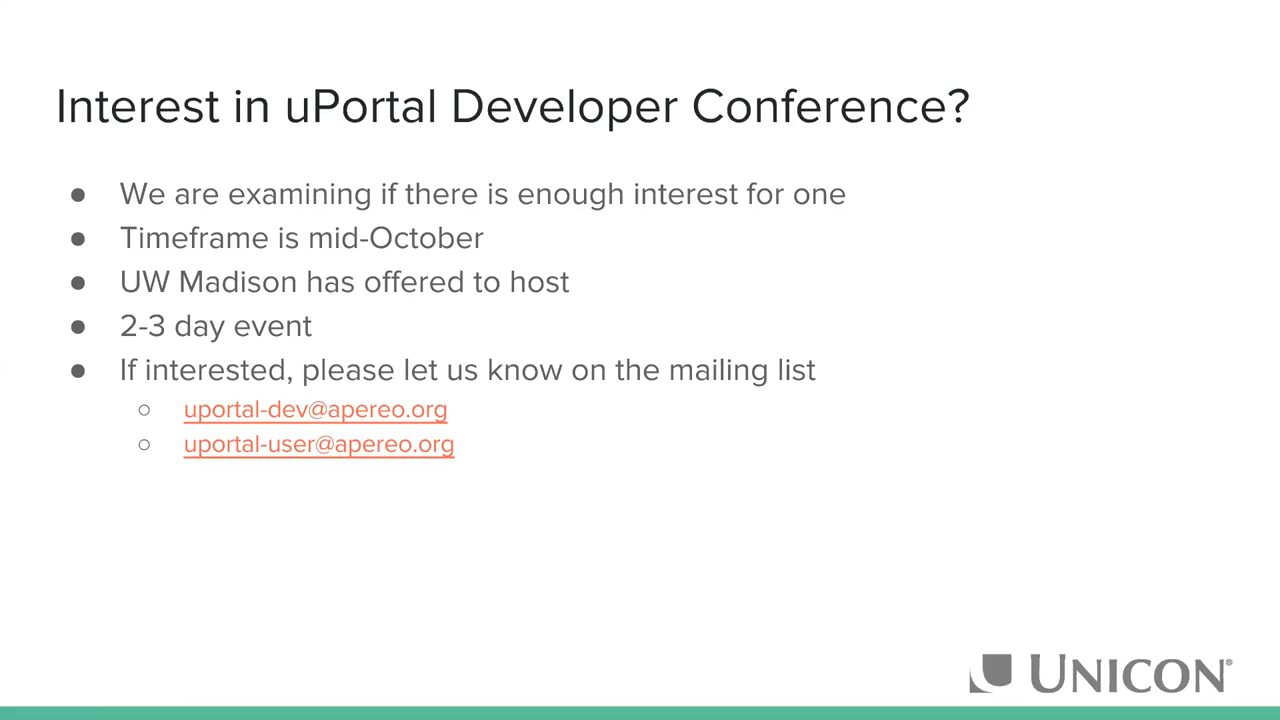 Interest in uPortal Developer Conference?
● We are examining if there is enough interest for one
● Timeframe is mid-October
● UW Madison has offered to host
● 2-3 day event
● If interested, please let us know on the mailing list
○ uportal-dev@apereo.org
○ uportal-user@apereo.org
UNICON®